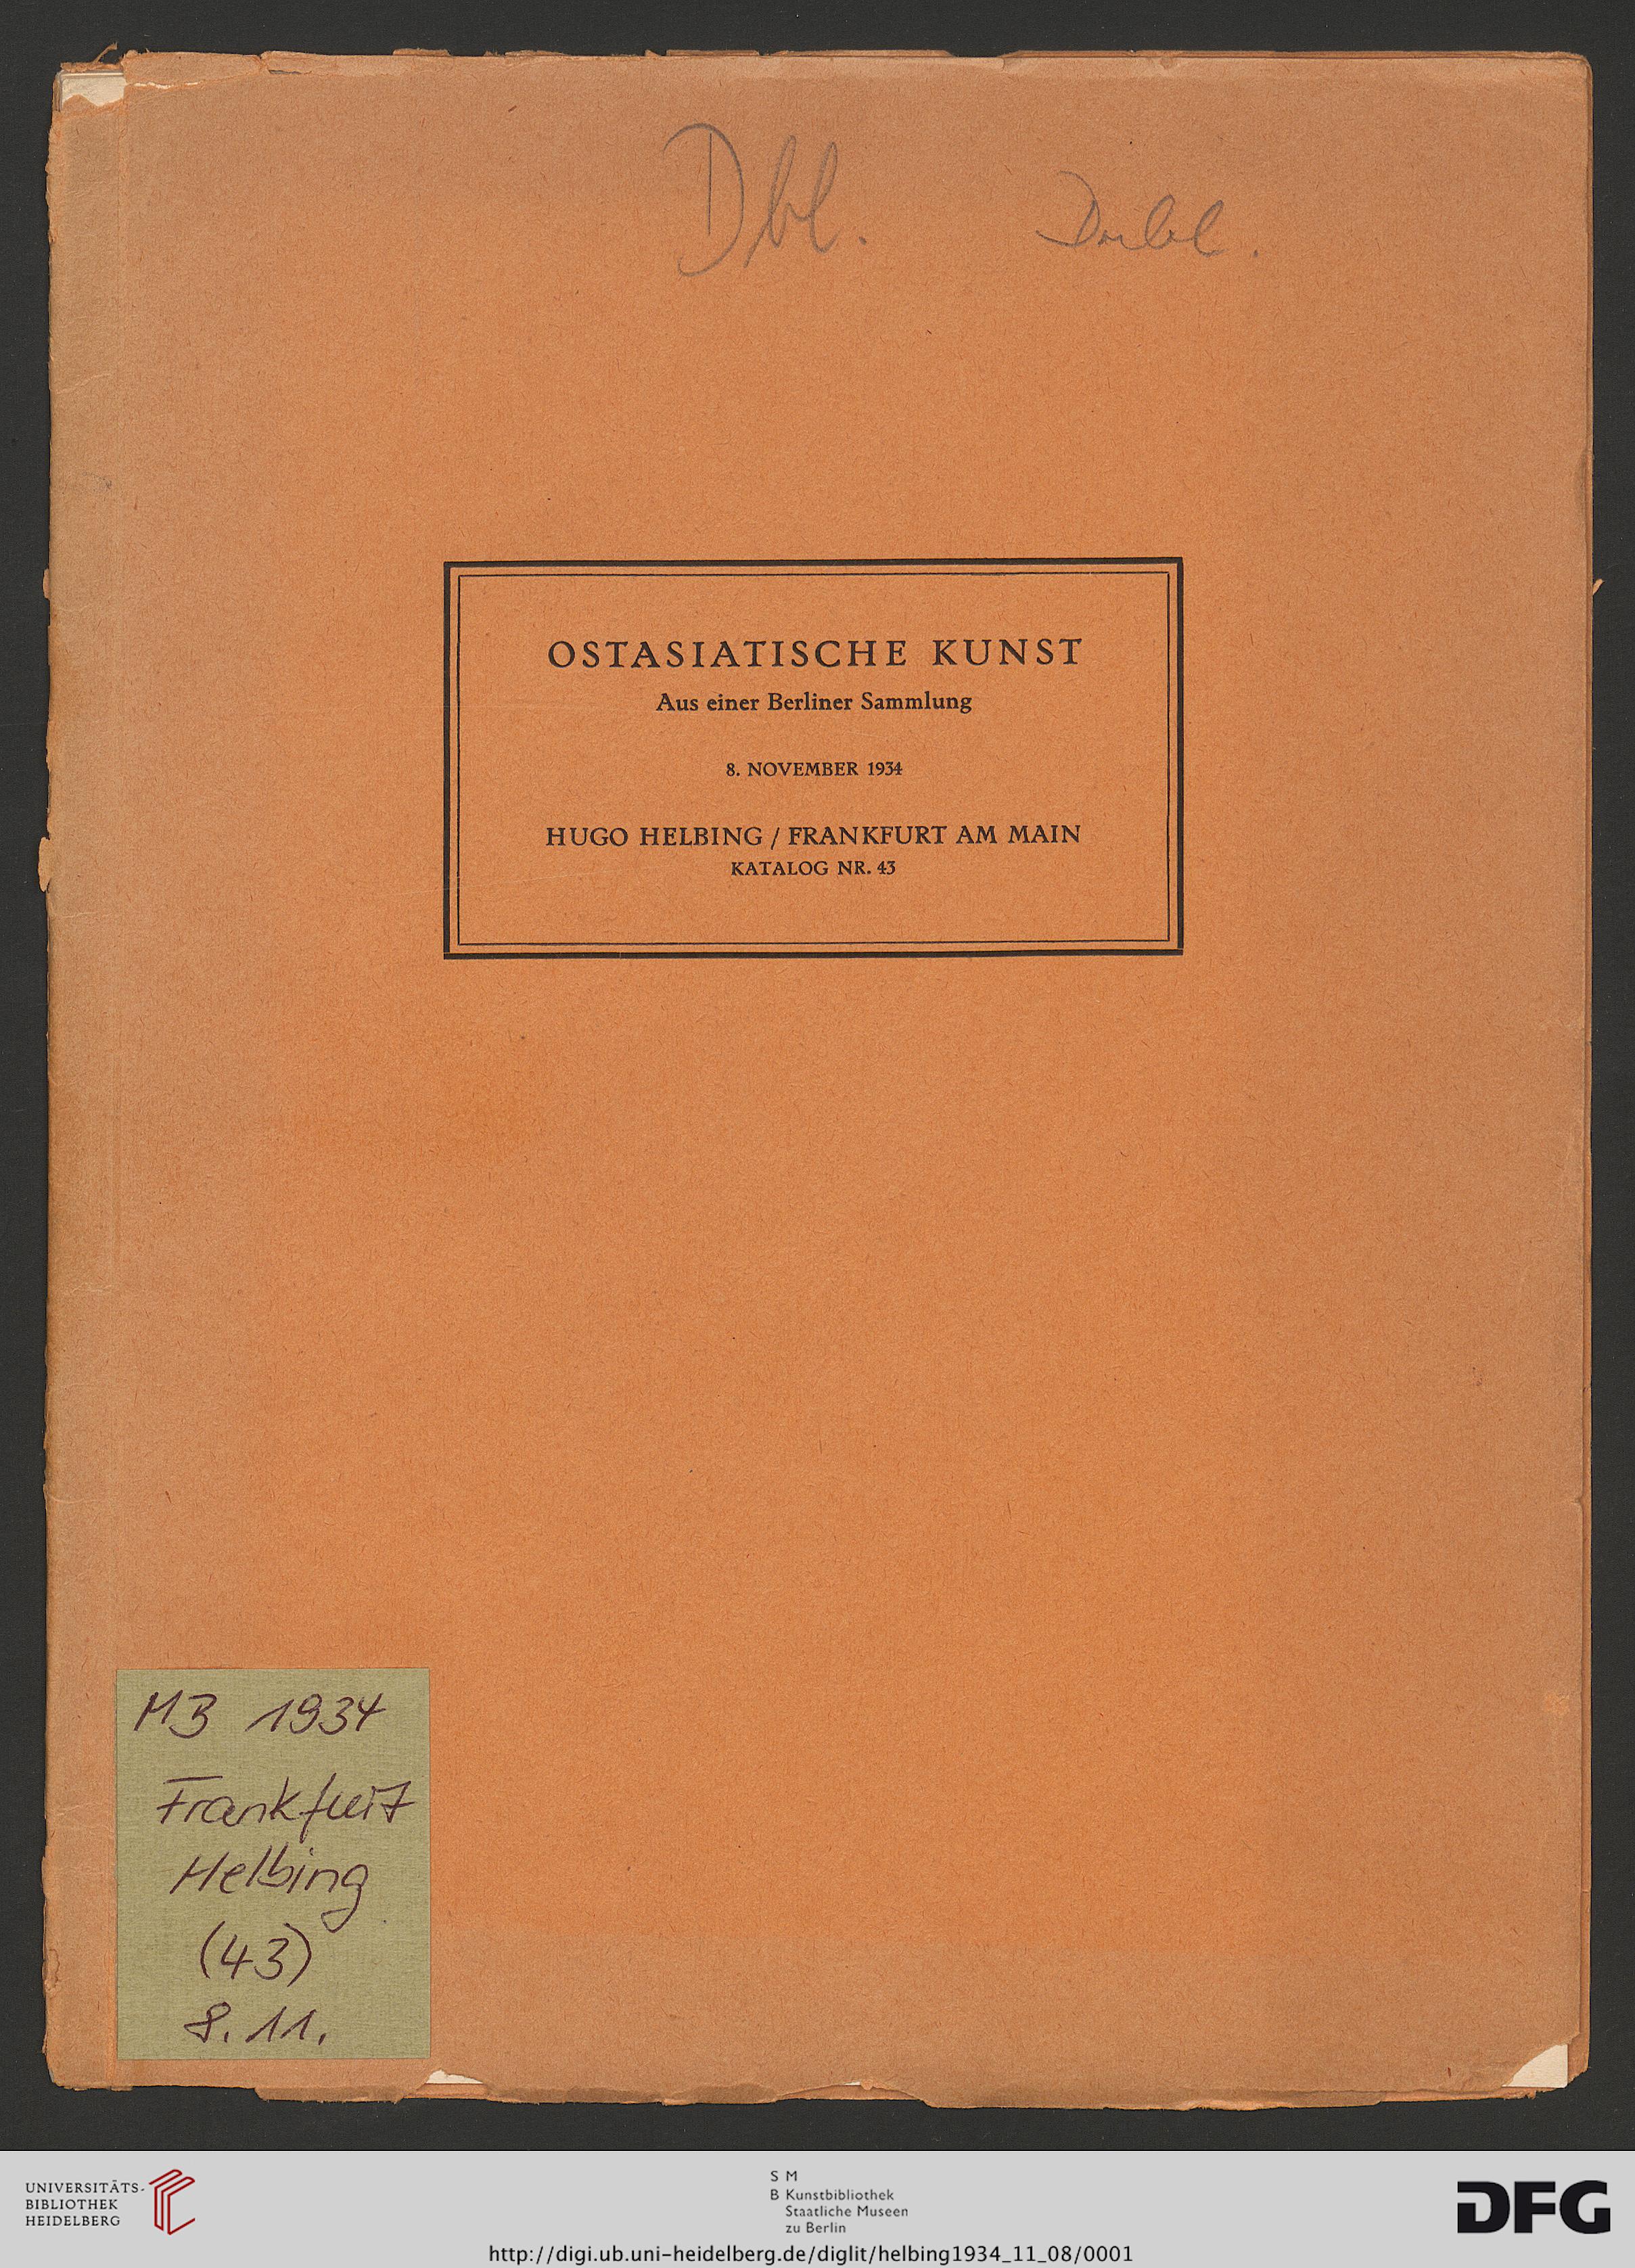 Dbl.
OSTASIATISCHE KUNST
Aus einer Berliner Sammlung
8. NOVEMBER 1934
HUGO HELBING / FRANKFURT AM MAIN
KATALOG NR. 43
MB 1934
Frankfurt
Helbing
(43)
8. 11.
UNIVERSITÄTS-
BIBLIOTHEK
HEIDELBERG
S M
B Kunstbibliothek
Staatliche Museen
zu Berlin
DFG
http://digi.ub.uni-heidelberg.de/diglit/helbing1934_11_08/0001